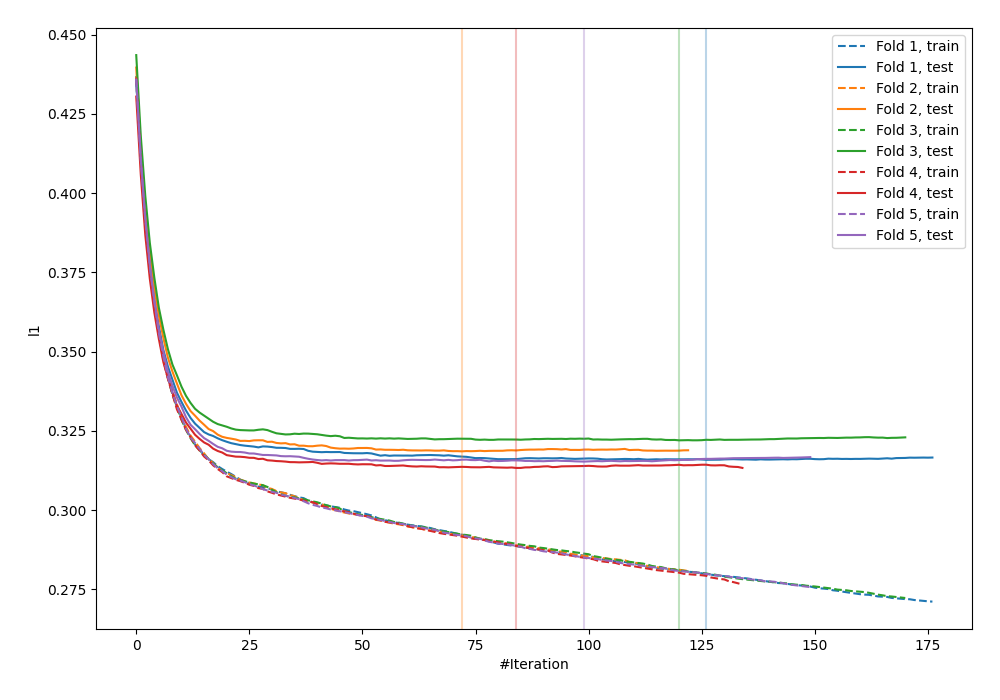 0.450
0.425
0.400
0.375
0.350
0.325
0.300
0.275
l1
0
25
50
75
100
125
150
175
#Iteration
Fold 1, train
Fold 1, test
Fold 2, train
Fold 2, test
Fold 3, train
Fold 3, test
Fold 4, train
Fold 4, test
Fold 5, train
Fold 5, test